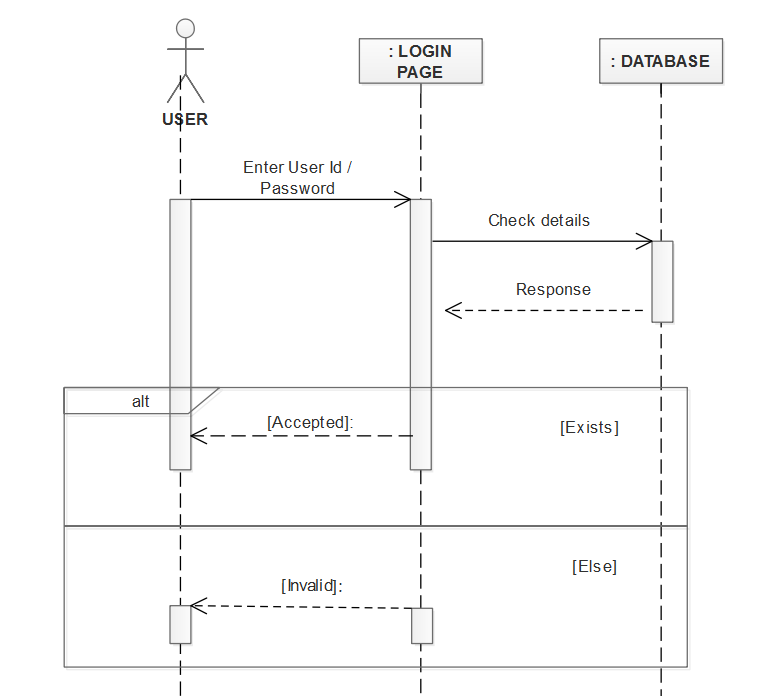 : LOGIN
PAGE
: DATABASE
USER
Enter User Id /
Password
Check details
Response
alt
[Accepted]:
[Exists]
[Else]
[Invalid]: